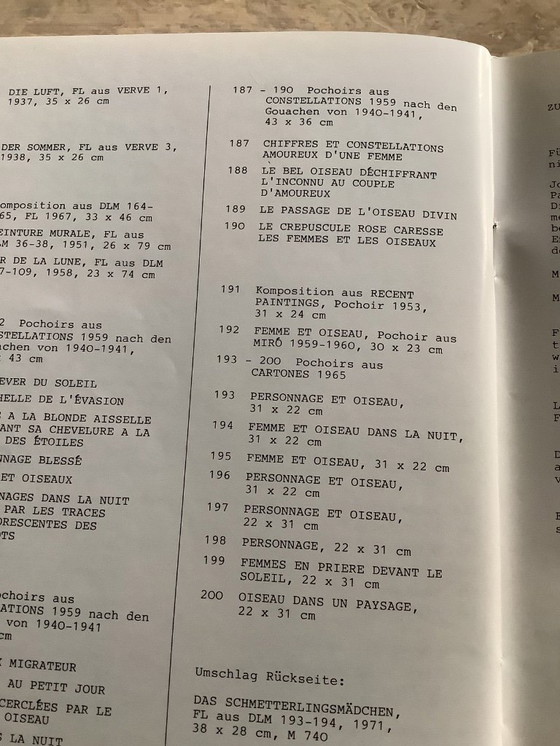 DIE LUFT, FL aus VERVE 1,
1937, 35 x 26 cm
DER SOMMER, FL aus VERVE 3,
1938, 35 x 26 cm
omposition aus DLM 164-
65, FL 1967, 33 x 46 cm
EINTURE MURALE, FL aus
LM 36-38, 1951, 26 x 79 cm
R DE LA LUNE, FL aus DLM
7-109, 1958, 23 x 74 cm
2 Pochoirs aus
STELLATIONS 1959 nach den
achen von 1940-1941,
43 cm
EVER DU SOLEIL
HELLE DE L'ÉVASION
E A LA BLONDE AISSELLE
ANT SA CHEVELURE A LA
DES ÉTOILES
NNAGE BLESSÉ
ET OISEAUX
NAGES DANS LA NUIT
PAR LES TRACES
ORESCENTES DES
OTS
ochoirs aus
ATIONS 1959 nach den
von 1940-1941
cm
MIGRATEUR
AU PETIT JOUR
CERCLÉES PAR LE
OISEAU
LA NUIT
187 - 190 Pochoirs aus
CONSTELLATIONS 1959 nach den
Gouachen von 1940-1941,
43 x 36 cm
187 CHIFFRES ET CONSTELLATIONS
AMOUREUX D'UNE FEMME
188 LE BEL OISEAU DÉCHIFFRANT
L'INCONNU AU COUPLE
D'AMOUREUX
189 LE PASSAGE DE L'OISEAU DIVIN
190 LE CREPUSCULE ROSE CARESSE
LES FEMMES ET LES OISEAUX
191 Komposition aus RECENT
PAINTINGS, Pochoir 1953,
31 x 24 cm
192 FEMME ET OISEAU, Pochoir aus
MIRÓ 1959-1960, 30 x 23 cm
193 - 200 Pochoirs aus
CARTONES 1965
193 PERSONNAGE ET OISEAU,
31 x 22 cm
194 FEMME ET OISEAU DANS LA NUIT,
31 x 22 cm
195 FEMME ET OISEAU, 31 x 22 cm
196 PERSONNAGE ET OISEAU,
31 x 22 cm
197 PERSONNAGE ET OISEAU,
22 x 31 cm
198 PERSONNAGE, 22 x 31 cm
199 FEMMES EN PRIERE DEVANT LE
SOLEIL, 22 x 31 cm
200 OISEAU DANS UN PAYSAGE,
22 x 31 cm
Umschlag Rückseite:
DAS SCHMETTERLINGSMÄDCHEN,
FL aus DLM 193-194, 1971,
38 x 28 cm, M 740